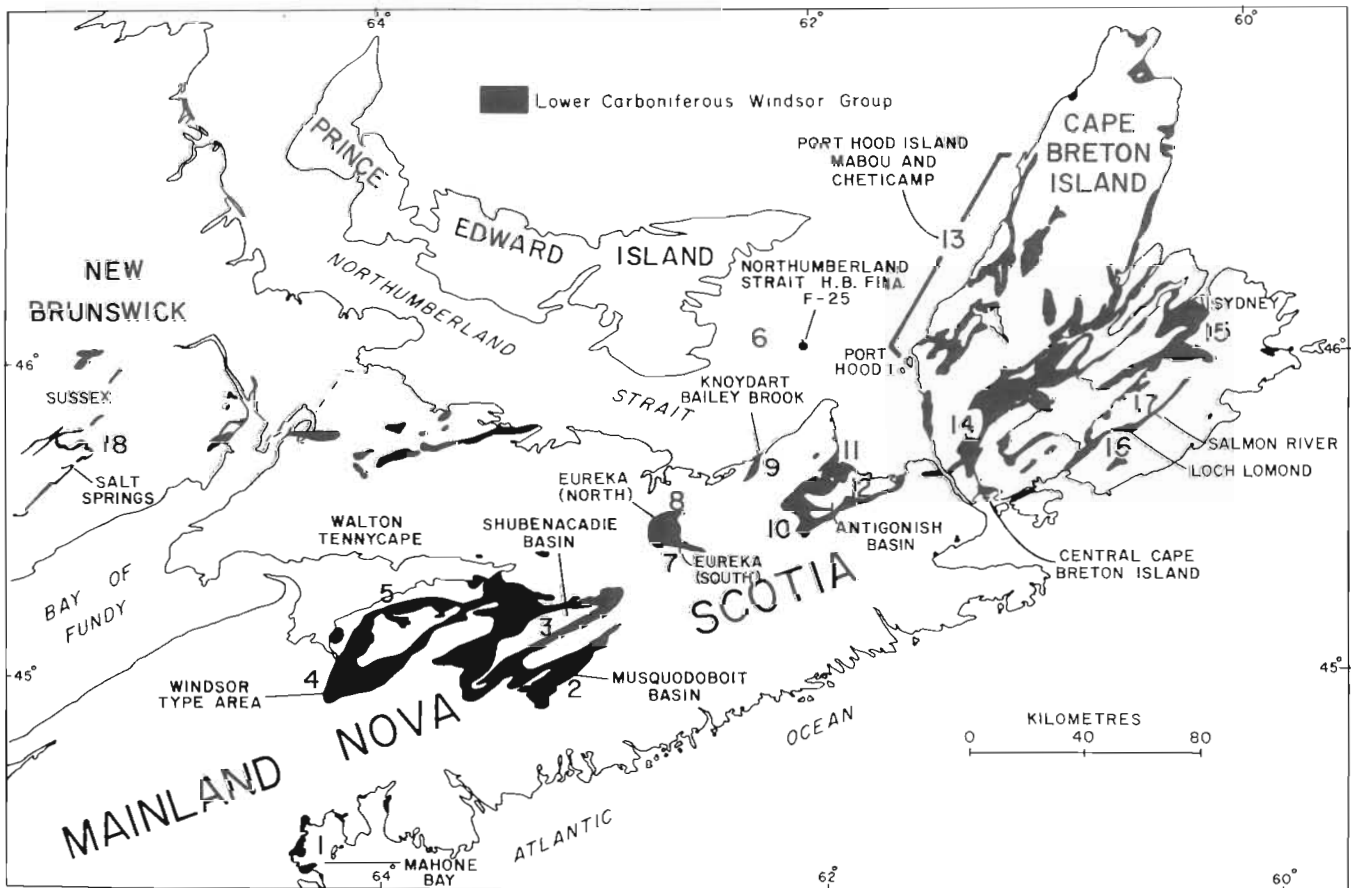 64°
62°
60°
Lower Carboniferous Windsor Group
PRINCE
EDWARD
ISLAND
PORT HOOD ISLAND
MABOU AND
CHETICAMP
CAPE
BRETON
ISLAND
13
NEW
BRUNSWICK
NORTHUMBERLAND
STRAIT
NORTHUMBERLAND
STRAIT H.B. FINA
F-25
6
SYDNEY
15
46°
46°
PORT
HOOD I.
KNOYDART
BAILEY BROOK
SUSSEX
18
SALT
SPRINGS
9
11
12
14
17
16
SALMON RIVER
LOCH LOMOND
EUREKA
(NORTH)
8
10
ANTIGONISH
BASIN
7
EUREKA
(SOUTH)
CENTRAL CAPE
BRETON ISLAND
WALTON
TENNYCAPE
SHUBENACADIE
BASIN
BAY OF
FUNDY
5
3
4
2
45°
45°
WINDSOR
TYPE AREA
MUSQUODOBOIT
BASIN
MAINLAND NOVA SCOTIA
KILOMETRES
0 40 80
ATLANTIC OCEAN
1
MAHONE
BAY
64°
62°
60°